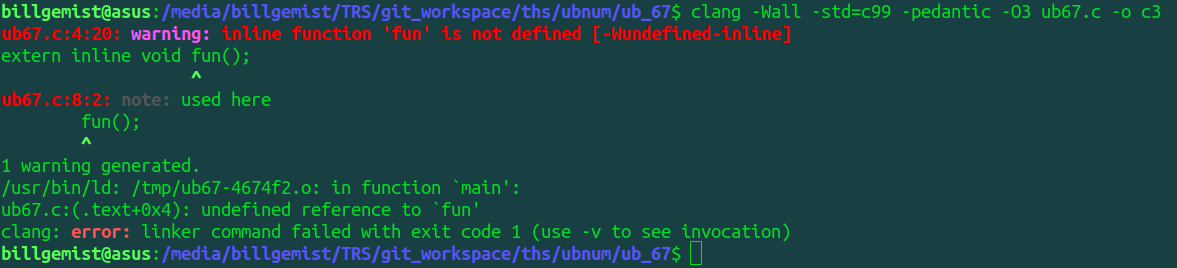 billgemist@asus:/media/billgemist/TRS/git_workspace/ths/ubnum/ub_67$ clang -Wall -std=c99 -pedantic -O3 ub67.c -o c3
ub67.c:4:20: warning: inline function 'fun' is not defined [-Wundefined-inline]
extern inline void fun();
^
ub67.c:8:2: note: used here
fun();
^
1 warning generated.
/usr/bin/ld: /tmp/ub67-4674f2.o: in function `main':
ub67.c:(.text+0x4): undefined reference to `fun'
clang: error: linker command failed with exit code 1 (use -v to see invocation)
billgemist@asus:/media/billgemist/TRS/git_workspace/ths/ubnum/ub_67$